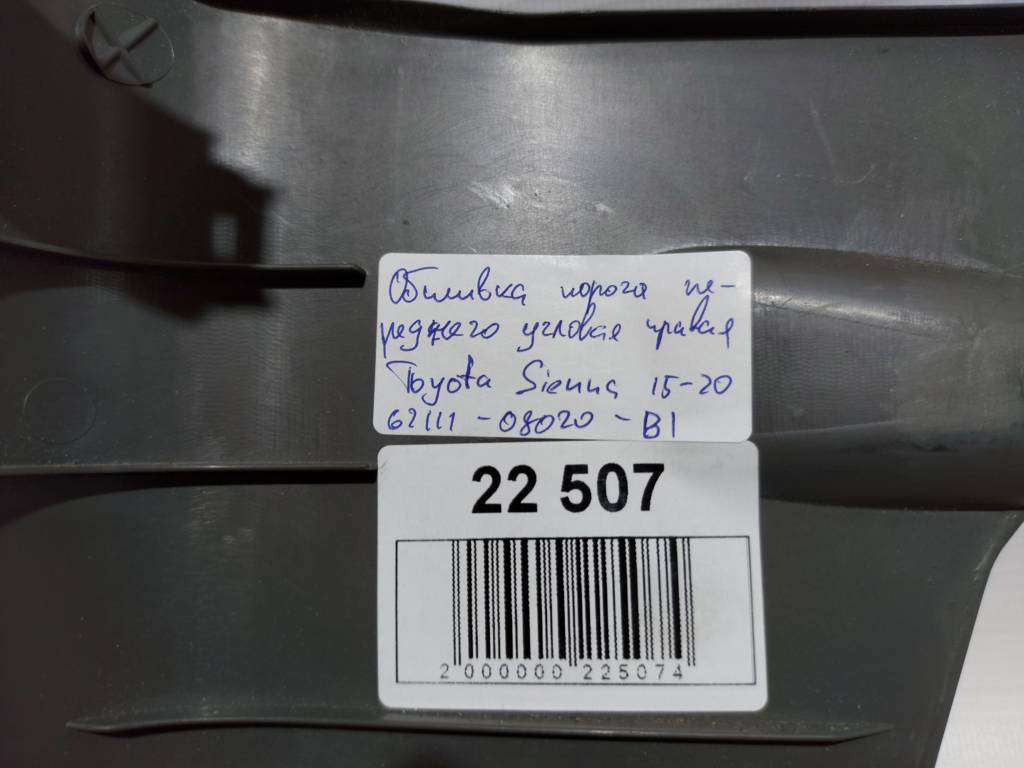 Обшивка порога пе-
реднего угловая правая
Toyota Sienna 15-20
62111-08020-B1
22 507
2 000000 225074